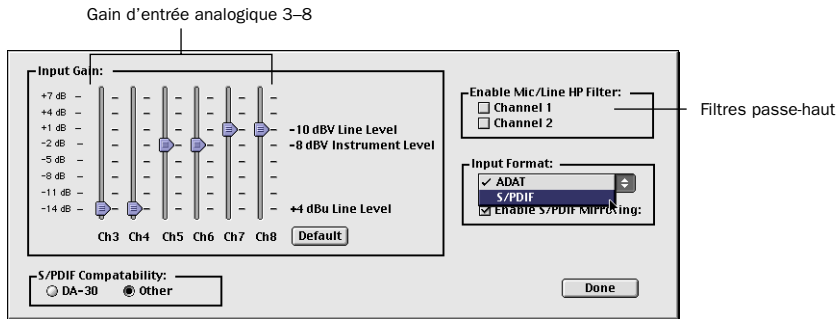 Gain d'entrée analogique 3–8
Input Gain:
+7 dB
+4 dB
+1 dB
-2 dB
-5 dB
-8 dB
-11 dB
-14 dB
-10 dBV Line Level
-8 dBV Instrument Level
+4 dBu Line Level
Ch3 Ch4 Ch5 Ch6 Ch7 Ch8 Default
Enable Mic/Line HP Filter:
Channel 1
Channel 2
Filtres passe-haut
Input Format:
✓ ADAT
S/PDIF
Enable S/PDIF Mirroring:
S/PDIF Compatability:
DA-30 Other
Done